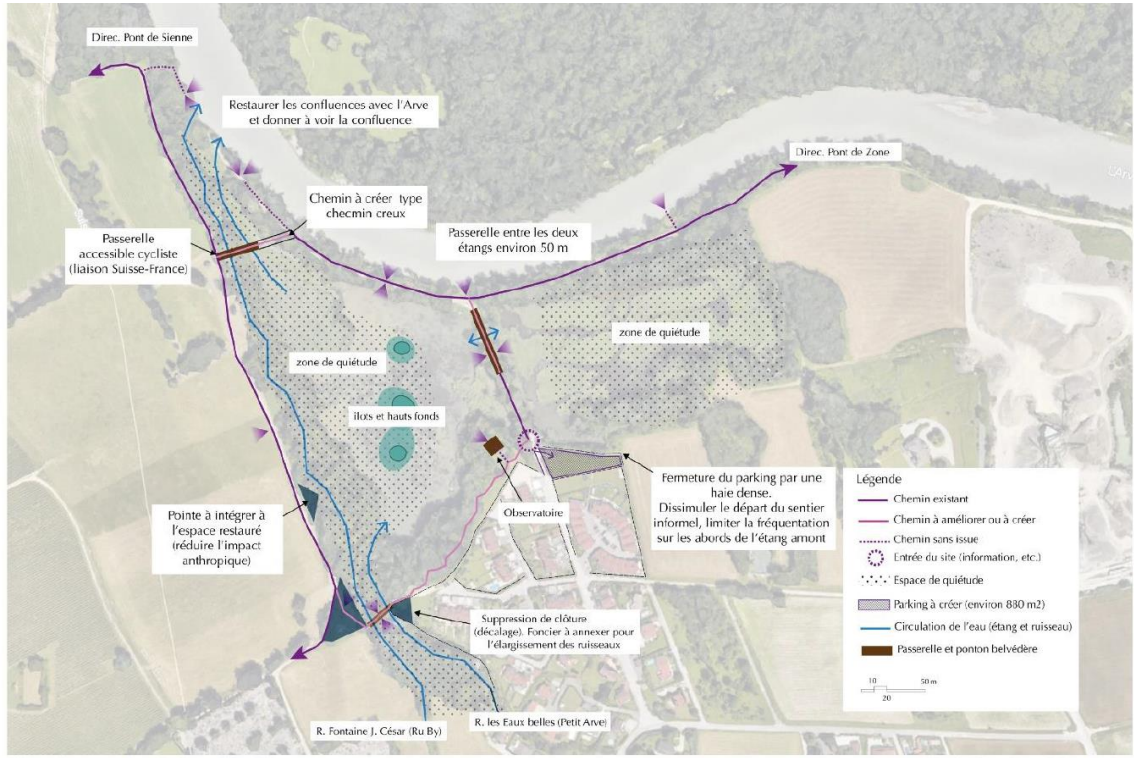 Direc. Pont de Sienne
Restaurer les confluences avec l'Arve
et donner à voir la confluence
Direc. Pont de Zone
L'Ar
Chemin à créer type
checmin creux
Passerelle entre les deux
étangs environ 50 m
Passerelle
accessible cycliste
(liaison Suisse-France)
zone de quiétude
zone de quiétude
ilots et hauts fonds
Fermeture du parking par une
haie dense.
Dissimuler le départ du sentier
informel, limiter la fréquentation
sur les abords de l'étang amont
Observatoire
Pointe à intégrer à
l'espace restauré
(réduire l'impact
anthropique)
Suppression de clôture
(décalage). Foncier à annexer pour
l'élargissement des ruisseaux
R. les Eaux belles (Petit Arve)
R. Fontaine J. César (Ru By)
Légende
Chemin existant
Chemin à améliorer ou à créer
Chemin sans issue
Entrée du site (information, etc.)
Espace de quiétude
Parking à créer (environ 880 m2)
Circulation de l'eau (étang et ruisseau)
Passerelle et ponton belvédère
10 50 m
20